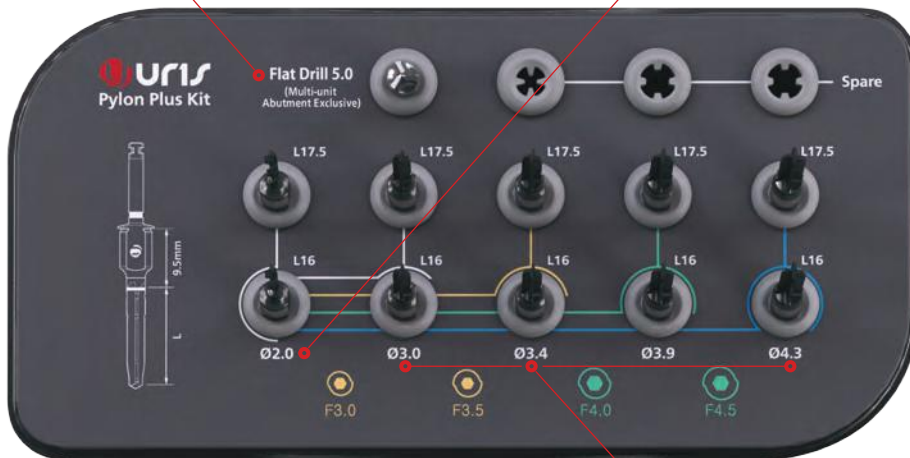 URIS
Pylon Plus Kit
Flat Drill 5.0
(Multi-unit
Abutment Exclusive)
Spare
L17.5 L17.5 L17.5 L17.5 L17.5
9.5mm
L
L16 L16 L16 L16 L16
Ø2.0 Ø3.0 Ø3.4 Ø3.9 Ø4.3
F3.0 F3.5 F4.0 F4.5